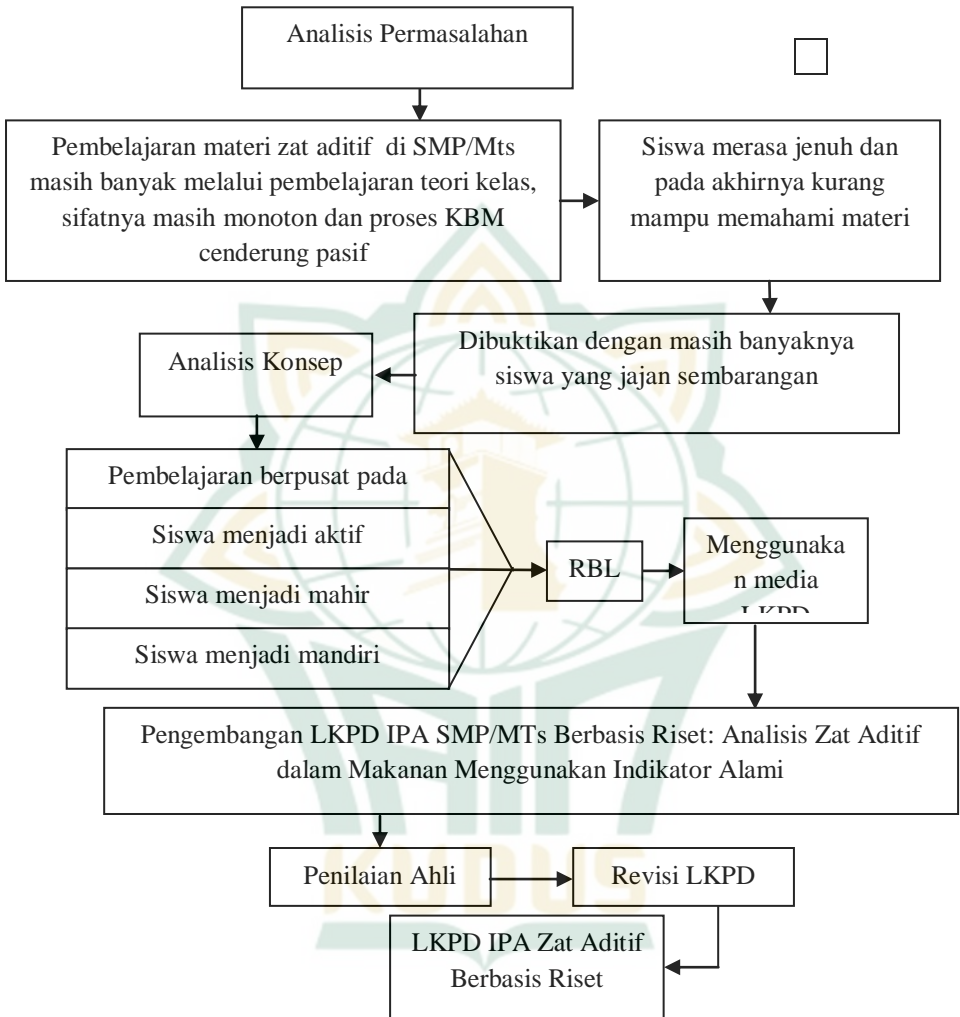 Analisis Permasalahan
Pembelajaran materi zat aditif di SMP/Mts
masih banyak melalui pembelajaran teori kelas,
sifatnya masih monoton dan proses KBM
cenderung pasif
Siswa merasa jenuh dan
pada akhirnya kurang
mampu memahami materi
Dibuktikan dengan masih banyaknya
siswa yang jajan sembarangan
Analisis Konsep
Pembelajaran berpusat pada
Siswa menjadi aktif
Siswa menjadi mahir
Siswa menjadi mandiri
RBL
Menggunaka
n media
LKPD
Pengembangan LKPD IPA SMP/MTs Berbasis Riset: Analisis Zat Aditif
dalam Makanan Menggunakan Indikator Alami
Penilaian Ahli
Revisi LKPD
LKPD IPA Zat Aditif
Berbasis Riset
KUDUS